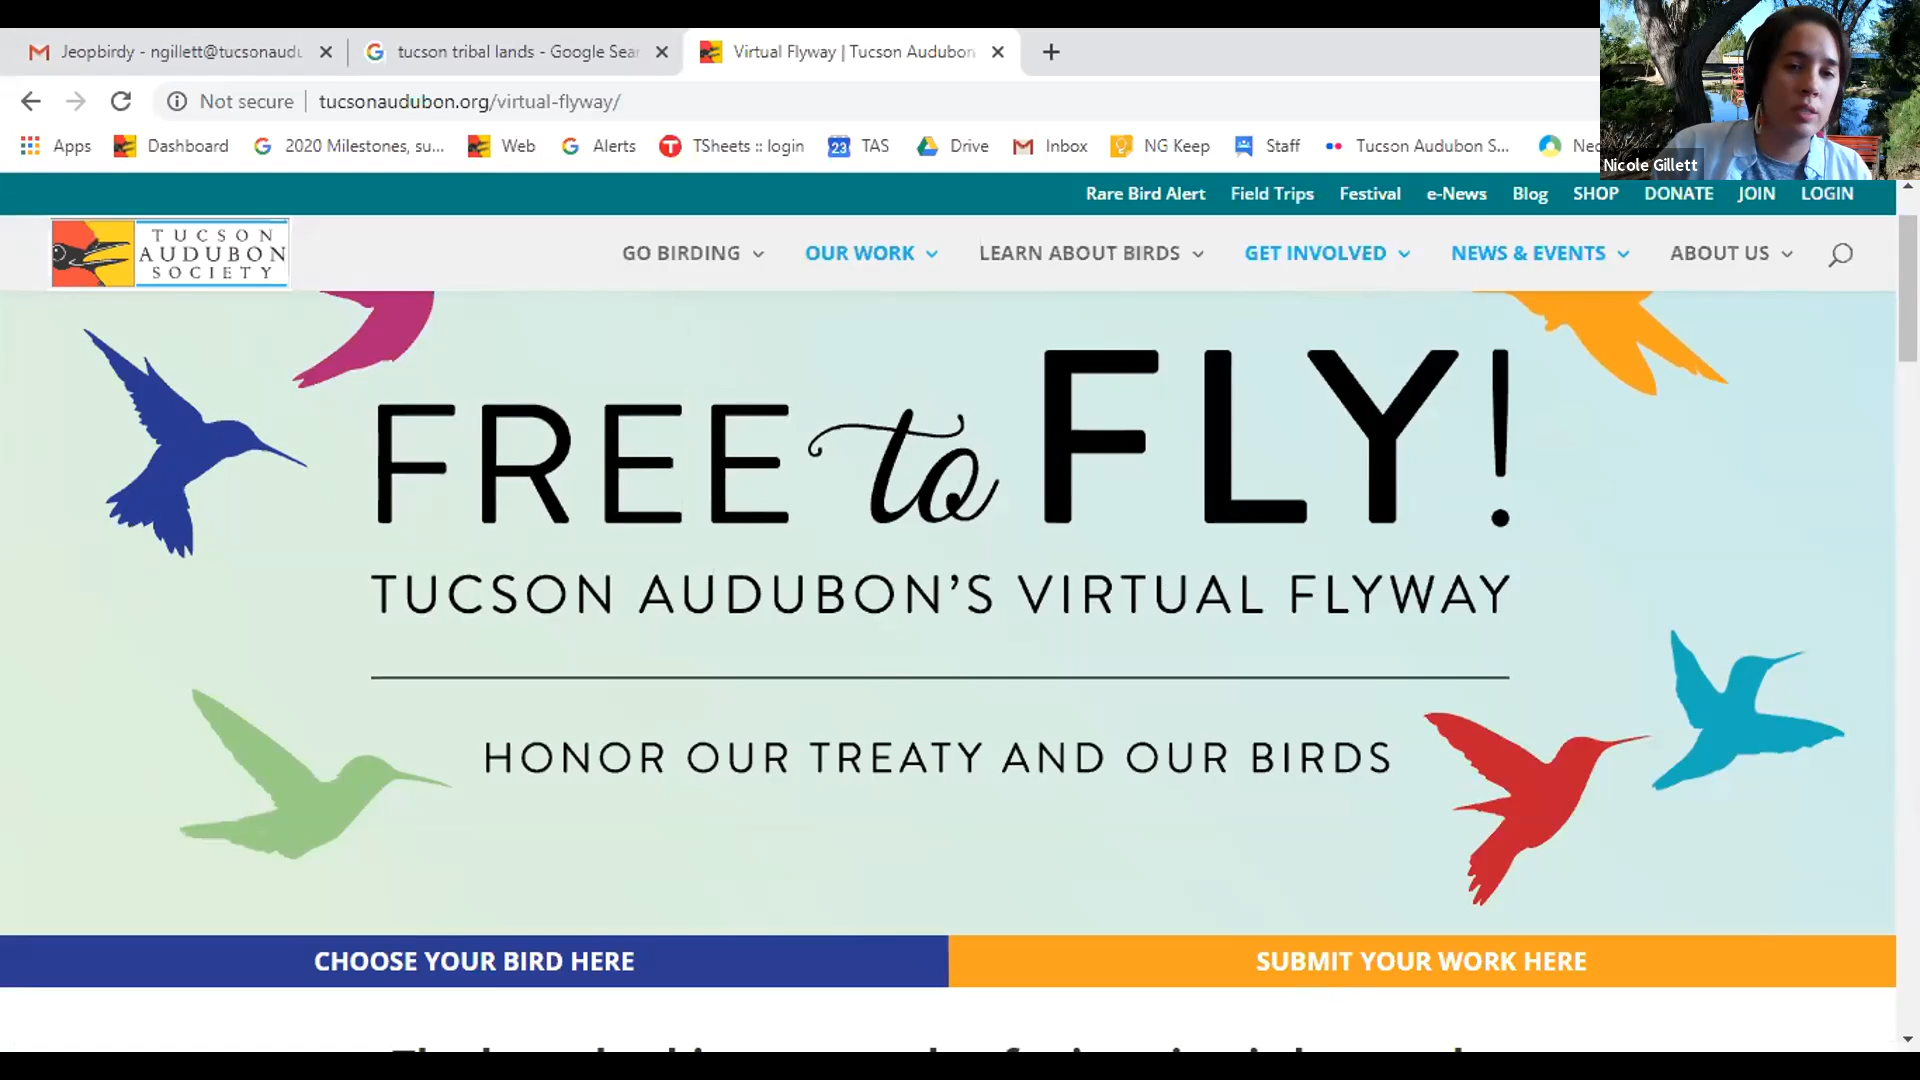 Jeopbirdy - ngillett@tucsonaudu
tucson tribal lands - Google Sear
Virtual Flyway | Tucson Audubon
Not secure
tucsonaudubon.org/virtual-flyway/
Apps
Dashboard
2020 Milestones, su...
Web
Alerts
TSheets :: login
23
TAS
Drive
Inbox
NG Keep
Staff
Tucson Audubon S...
Nicole Gillett
Rare Bird Alert
Field Trips
Festival
e-News
Blog
SHOP
DONATE
JOIN
LOGIN
TUCSON
AUDUBON
SOCIETY
GO BIRDING
OUR WORK
LEARN ABOUT BIRDS
GET INVOLVED
NEWS & EVENTS
ABOUT US
FREE to FLY!
TUCSON AUDUBON'S VIRTUAL FLYWAY
HONOR OUR TREATY AND OUR BIRDS
CHOOSE YOUR BIRD HERE
SUBMIT YOUR WORK HERE